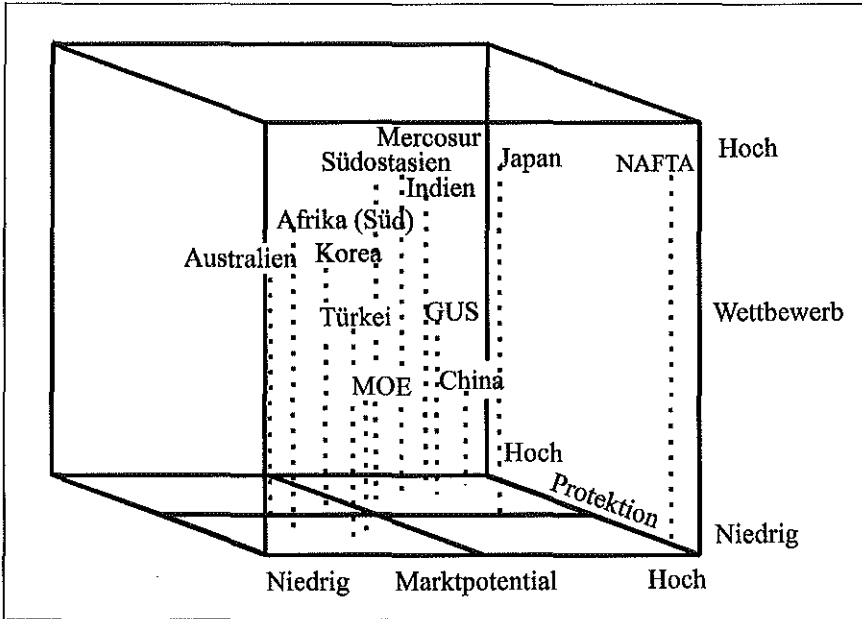 Mercosur
Hoch
Südostasien
Japan
NAFTA
Indien
Afrika (Süd)
Australien
Korea
Türkei
GUS
Wettbewerb
MOE
China
Hoch
Protektion
Niedrig
Niedrig
Marktpotential
Hoch